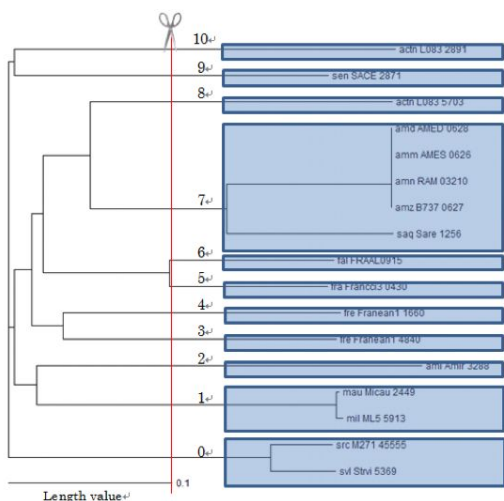 10↵
actn L083 2891
9↵
sen SACE 2871
8↵
actn L083 5703
amd AMED 0628
amm AMES 0626
amn RAM 03210
7↵
amz B737 0627
saq Sare 1256
6↵
fal FRAAL0915
5↵
fra Francci3 0430
4↵
fre Franean1 1660
3↵
fre Franean1 4840
2↵
ami Amir 3288
mau Micau 2449
1↵
mil ML5 5913
src M271 45555
0↵
svl Strvi 5369
0.1
Length value↵